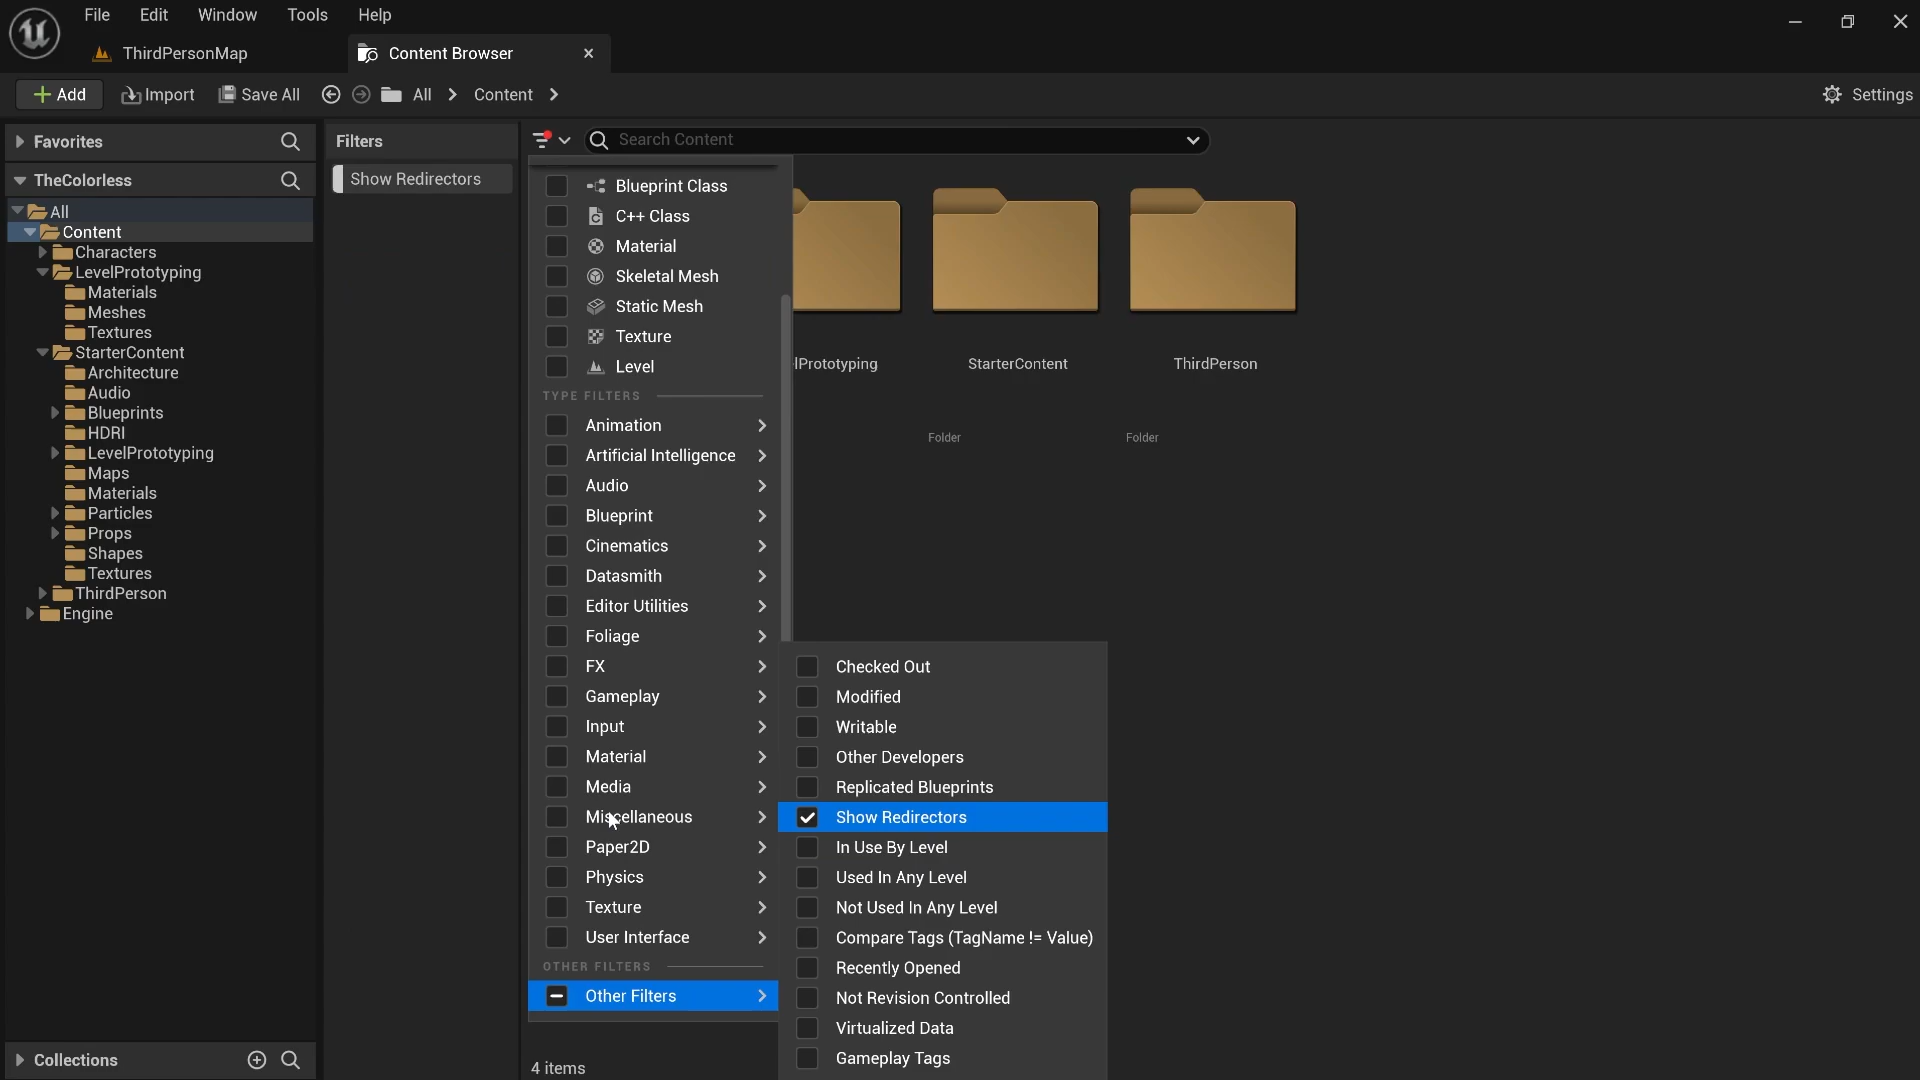 File Edit Window Tools Help
ThirdPersonMap Content Browser
Add Import Save All All Content Settings
Favorites
TheColorless
All
Content
Characters
LevelPrototyping
Materials
Meshes
Textures
StarterContent
Architecture
Audio
Blueprints
HDRI
LevelPrototyping
Maps
Materials
Particles
Props
Shapes
Textures
ThirdPerson
Engine
Collections
Filters
Show Redirectors
Search Content
Blueprint Class
C++ Class
Material
Skeletal Mesh
Static Mesh
Texture
Level
TYPE FILTERS
Animation
Artificial Intelligence
Audio
Blueprint
Cinematics
Datasmith
Editor Utilities
Foliage
FX
Gameplay
Input
Material
Media
Miscellaneous
Paper2D
Physics
Texture
User Interface
OTHER FILTERS
Other Filters
Checked Out
Modified
Writable
Other Developers
Replicated Blueprints
Show Redirectors
In Use By Level
Used In Any Level
Not Used In Any Level
Compare Tags (TagName != Value)
Recently Opened
Not Revision Controlled
Virtualized Data
Gameplay Tags
lPrototyping StarterContent ThirdPerson
Folder Folder
4 items